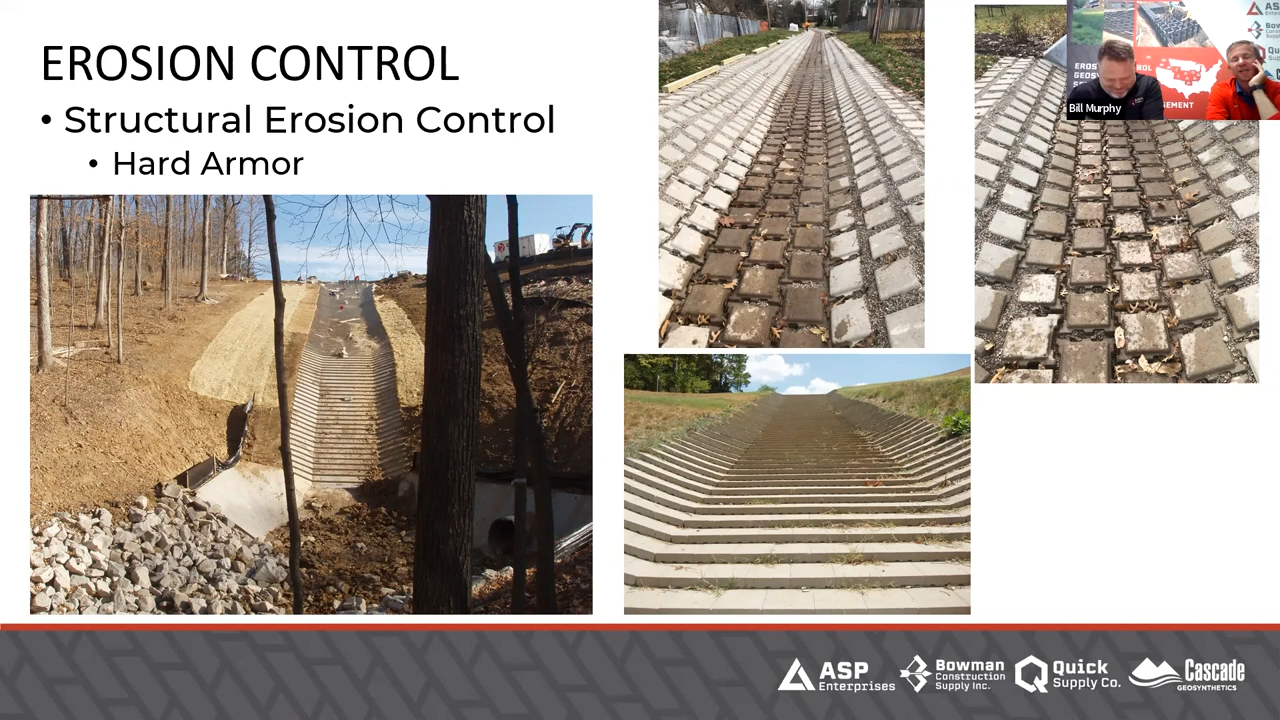 EROSION CONTROL
• Structural Erosion Control
• Hard Armor
Bill Murphy
ASP
Enterprises
Bowman
Construction
Supply Inc.
Quick
Supply Co.
Cascade
GEOSYNTHETICS